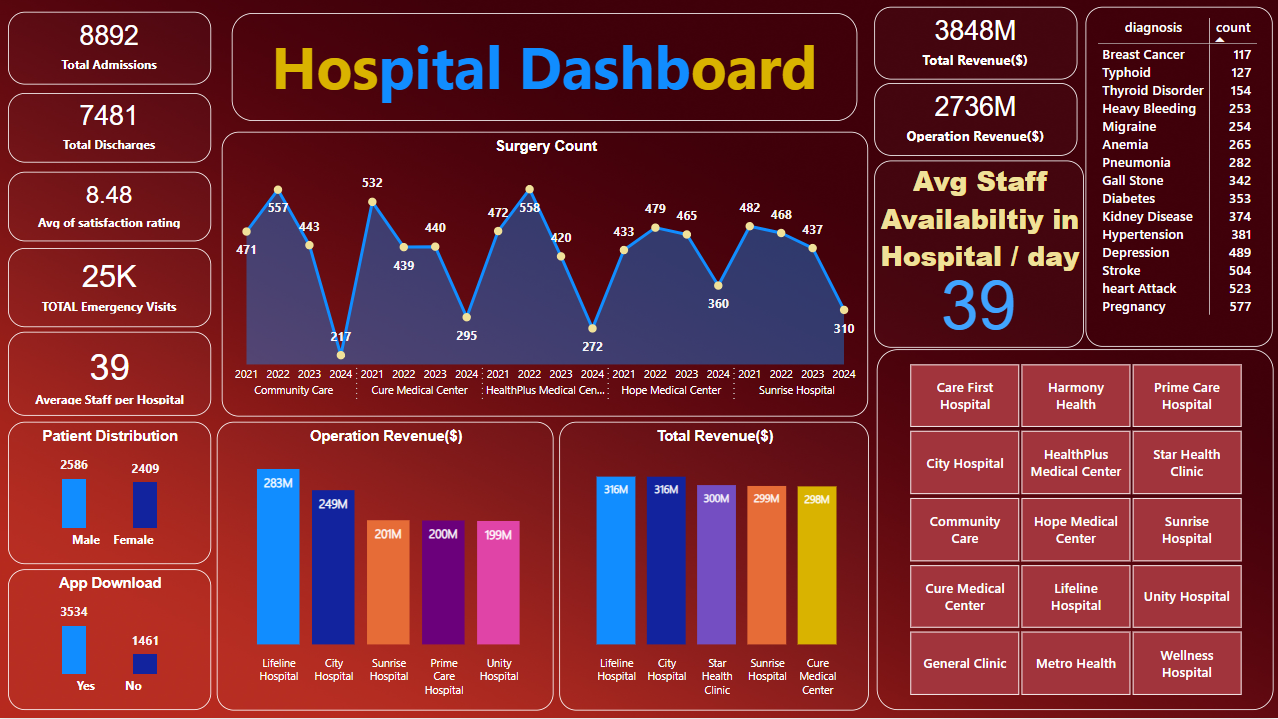 8892
Total Admissions
7481
Total Discharges
8.48
Avg of satisfaction rating
25K
TOTAL Emergency Visits
39
Average Staff per Hospital
Hospital Dashboard
3848M
Total Revenue($)
2736M
Operation Revenue($)
Avg Staff
Availabiltiy in
Hospital / day
39
diagnosis count
Breast Cancer 117
Typhoid 127
Thyroid Disorder 154
Heavy Bleeding 253
Migraine 254
Anemia 265
Pneumonia 282
Gall Stone 342
Diabetes 353
Kidney Disease 374
Hypertension 381
Depression 489
Stroke 504
heart Attack 523
Pregnancy 577
Surgery Count
471 557 443 217 532 439 440 295 472 558 420 272 433 479 465 360 482 468 437 310
2021 2022 2023 2024 2021 2022 2023 2024 2021 2022 2023 2024 2021 2022 2023 2024 2021 2022 2023 2024
Community Care Cure Medical Center HealthPlus Medical Cen... Hope Medical Center Sunrise Hospital
Patient Distribution
2586 2409
Male Female
App Download
3534
1461
Yes No
Operation Revenue($)
283M 249M 201M 200M 199M
Lifeline Hospital
City Hospital
Sunrise Hospital
Prime Care Hospital
Unity Hospital
Total Revenue($)
316M 316M 300M 299M 298M
Lifeline Hospital
City Hospital
Star Health Clinic
Sunrise Hospital
Cure Medical Center
Care First Hospital
Harmony Health
Prime Care Hospital
City Hospital
HealthPlus Medical Center
Star Health Clinic
Community Care
Hope Medical Center
Sunrise Hospital
Cure Medical Center
Lifeline Hospital
Unity Hospital
General Clinic
Metro Health
Wellness Hospital